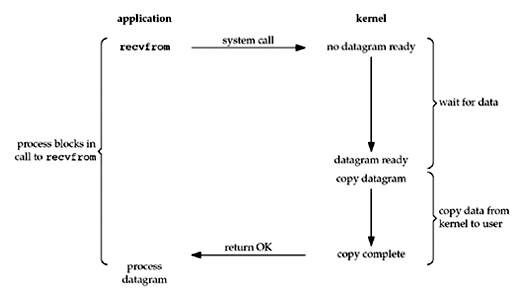 application
kernel
recvfrom
system call
no datagram ready
wait for data
process blocks in
call to recvfrom
datagram ready
copy datagram
copy data from
kernel to user
return OK
copy complete
process
datagram